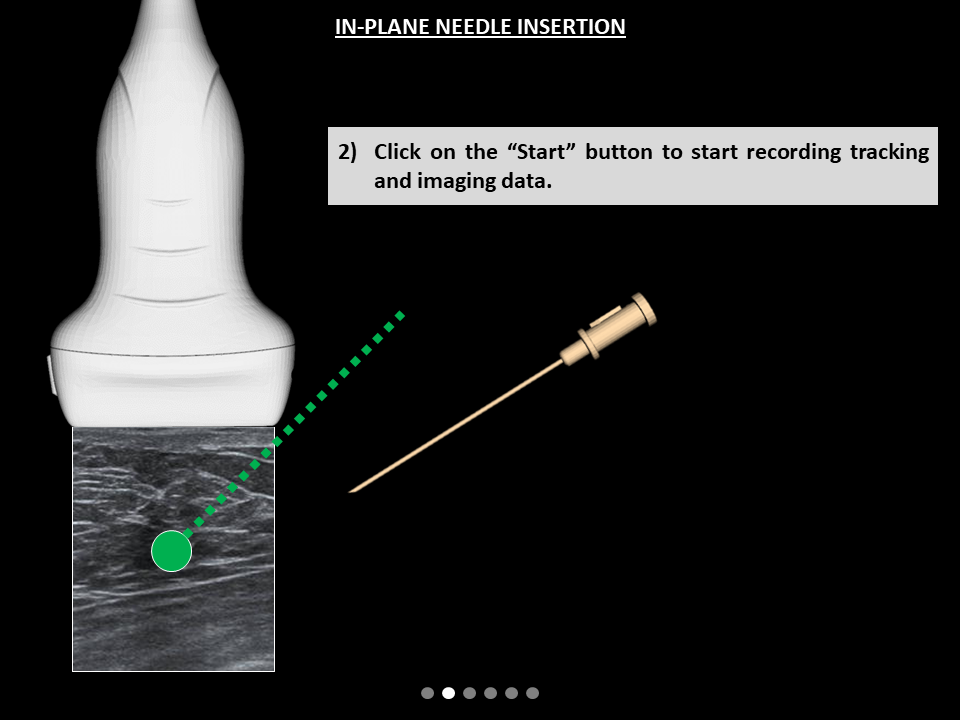 IN-PLANE NEEDLE INSERTION
2) Click on the “Start” button to start recording tracking
and imaging data.